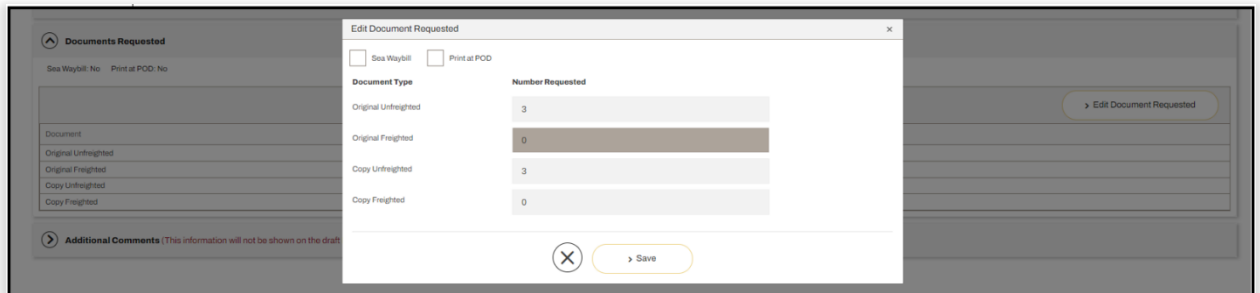 Documents Requested
Sea Waybill: No Print at POD: No
Edit Document Requested
Document
Original Unfreighted
Original Freighted
Copy Unfreighted
Copy Freighted
Additional Comments (This information will not be shown on the draft
Edit Document Requested
Sea Waybill Print at POD
Document Type Number Requested
Original Unfreighted 3
Original Freighted 0
Copy Unfreighted 3
Copy Freighted 0
Save